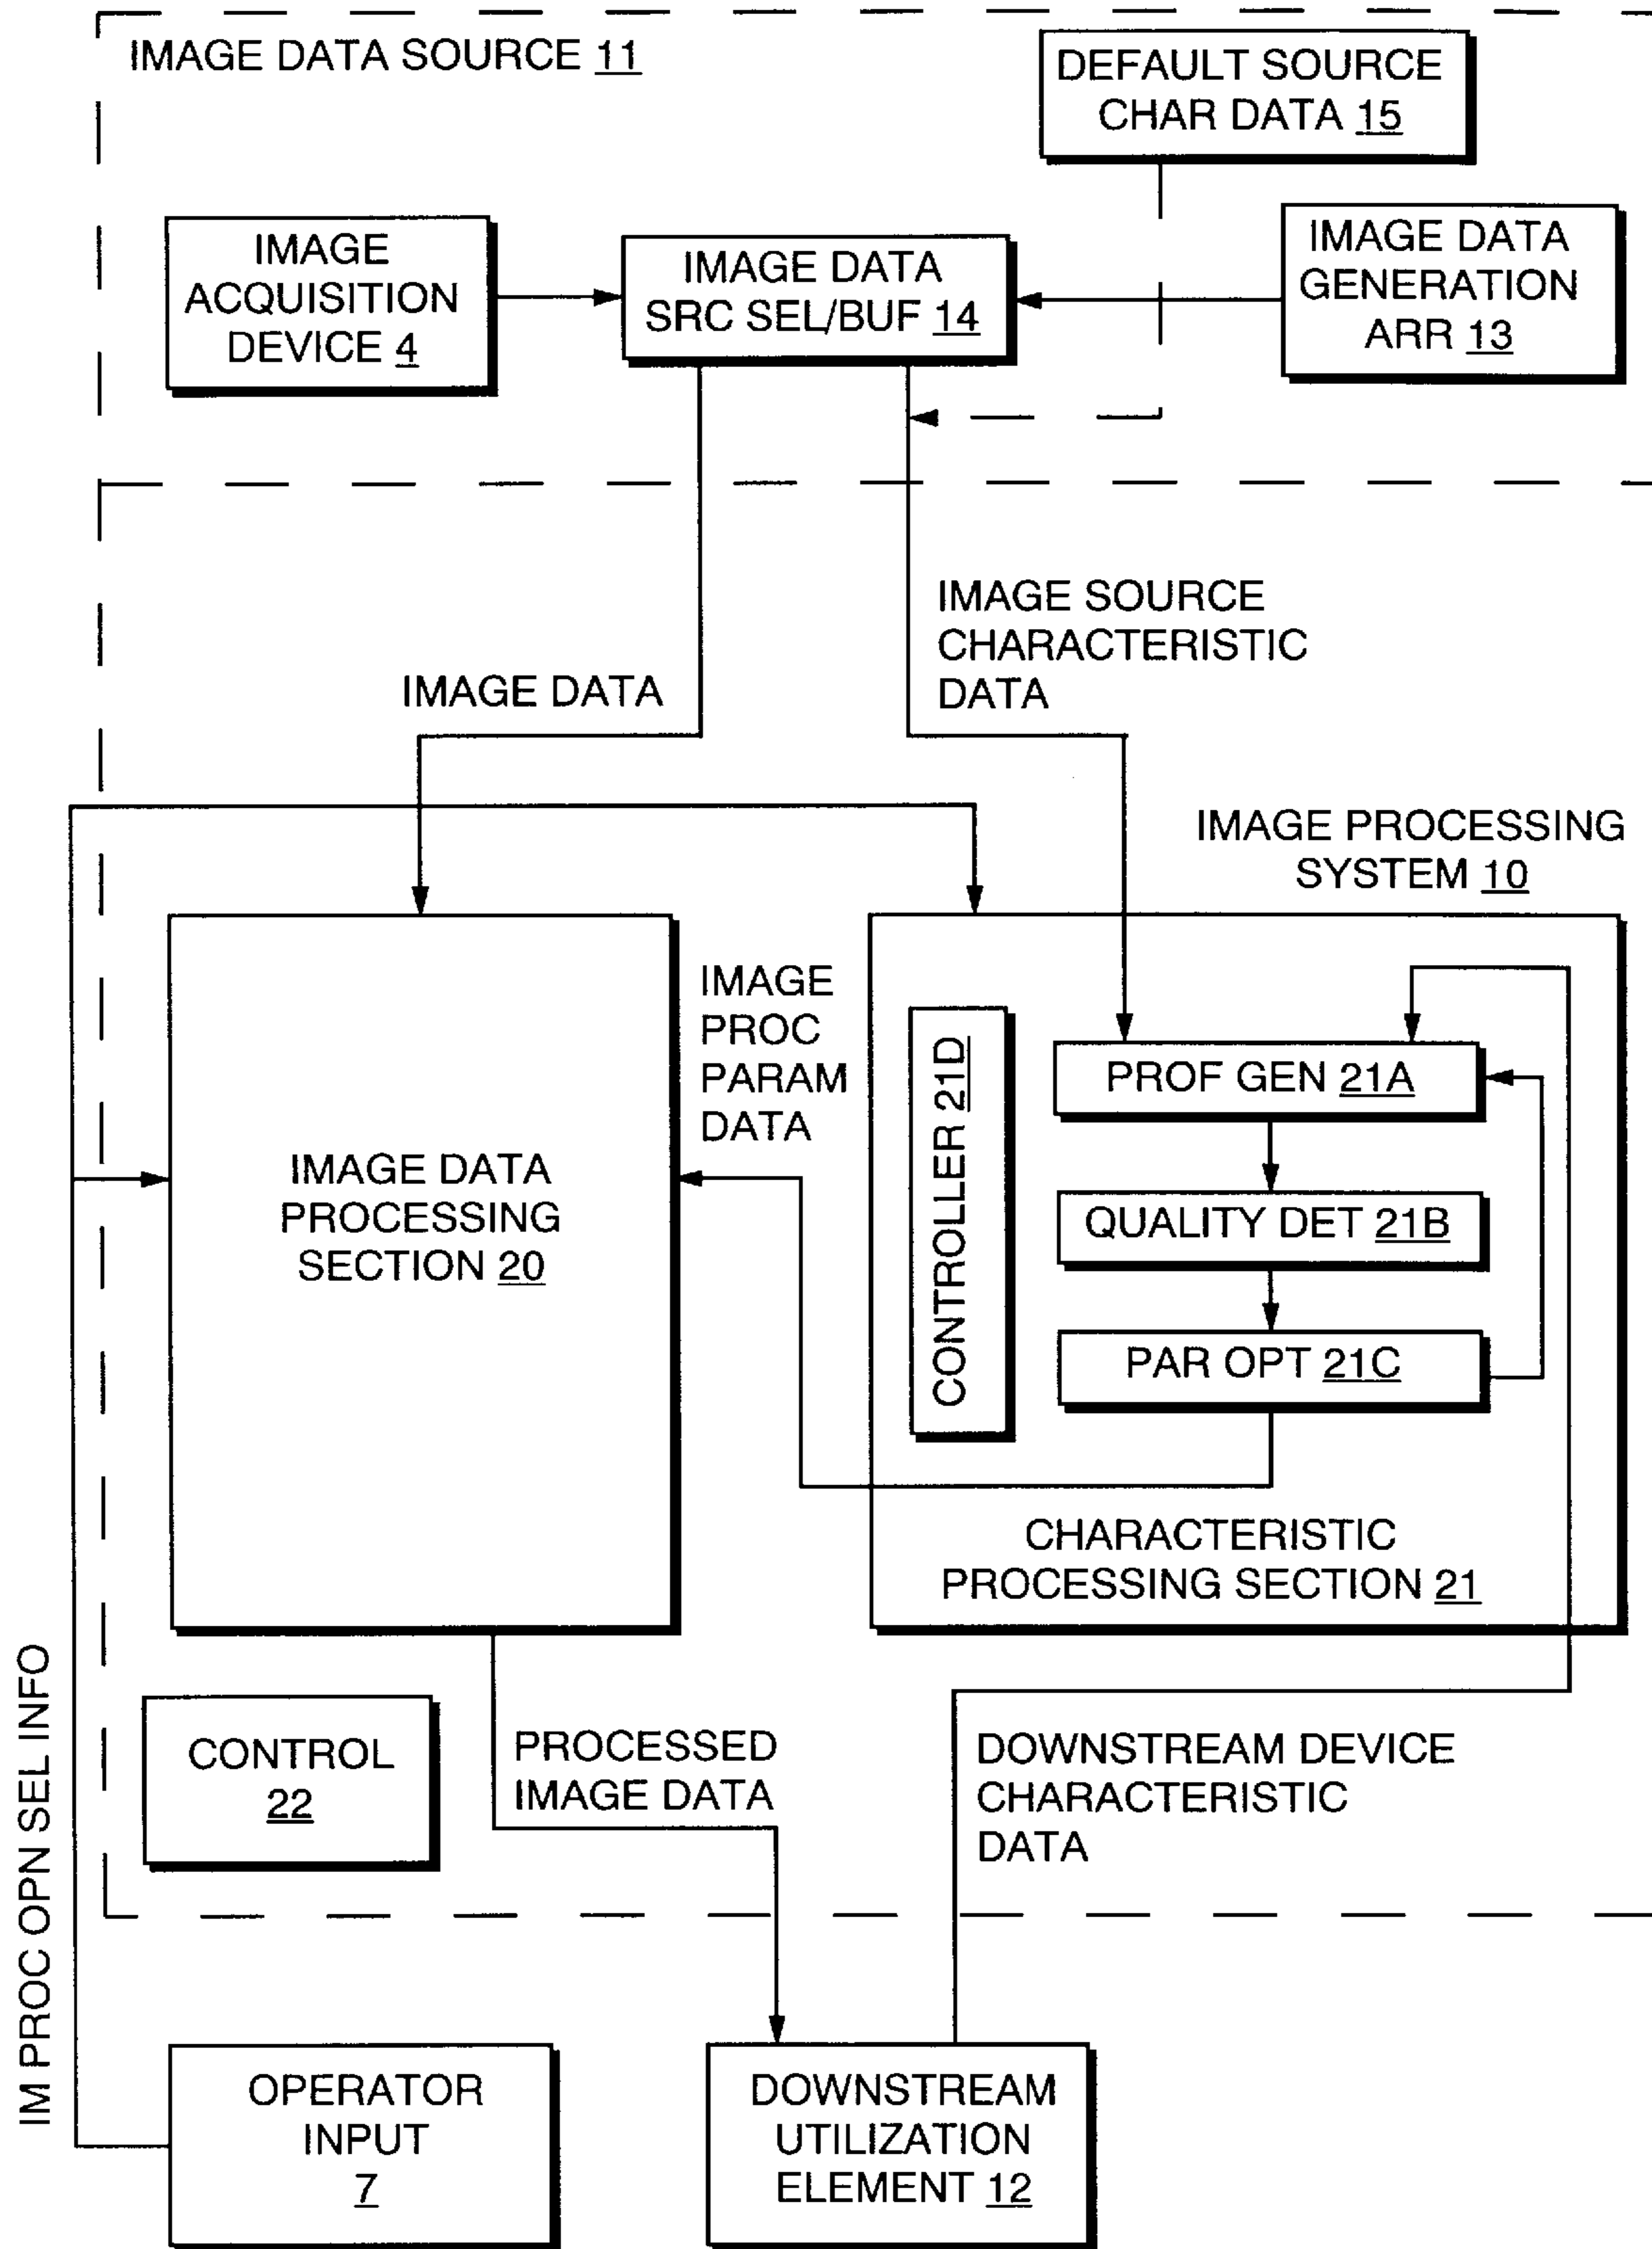 IMAGE DATA SOURCE 11
DEFAULT SOURCE
CHAR DATA 15
IMAGE
ACQUISITION
DEVICE 4
IMAGE DATA
SRC SEL/BUF 14
IMAGE DATA
GENERATION
ARR 13
IMAGE SOURCE
CHARACTERISTIC
DATA
IMAGE DATA
IMAGE PROCESSING
SYSTEM 10
IMAGE
PROC
PARAM
DATA
CONTROLLER 21D
PROF GEN 21A
QUALITY DET 21B
PAR OPT 21C
IMAGE DATA
PROCESSING
SECTION 20
CHARACTERISTIC
PROCESSING SECTION 21
IM PROC OPN SEL INFO
CONTROL
22
PROCESSED
IMAGE DATA
DOWNSTREAM DEVICE
CHARACTERISTIC
DATA
OPERATOR
INPUT
7
DOWNSTREAM
UTILIZATION
ELEMENT 12